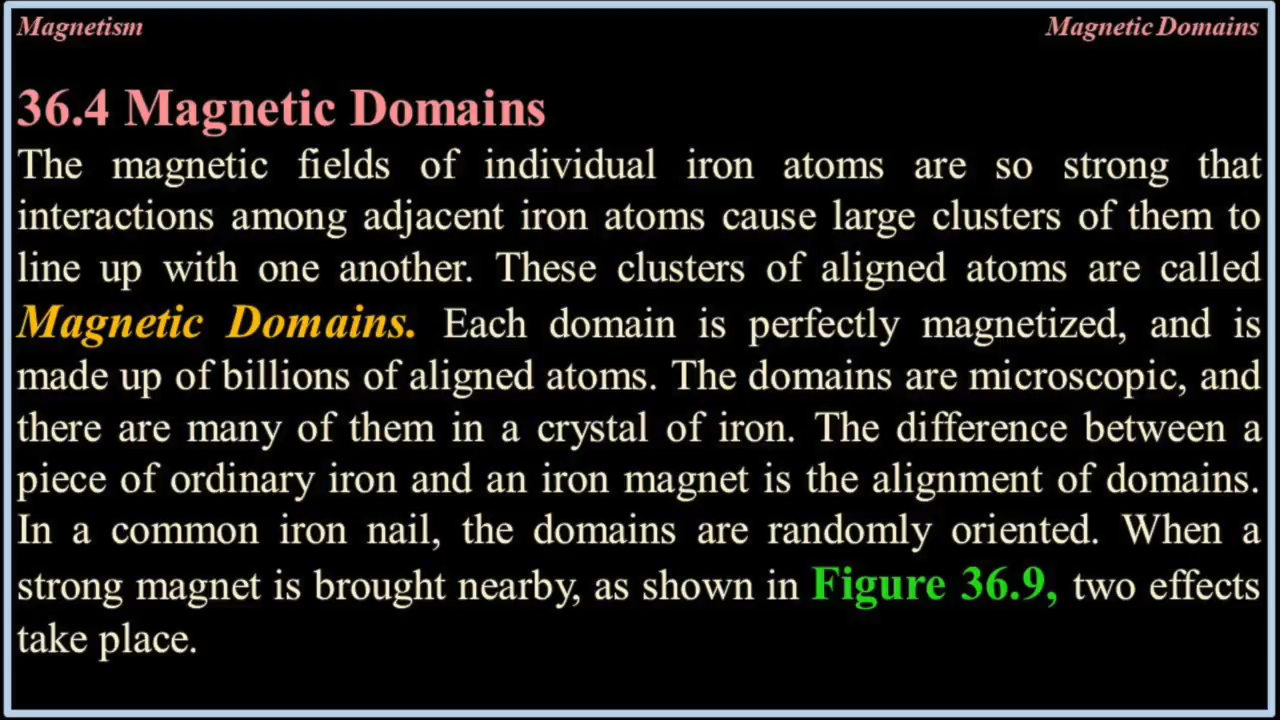 Magnetism
Magnetic Domains
36.4 Magnetic Domains
The magnetic fields of individual iron atoms are so strong that
interactions among adjacent iron atoms cause large clusters of them to
line up with one another. These clusters of aligned atoms are called
Magnetic Domains. Each domain is perfectly magnetized, and is
made up of billions of aligned atoms. The domains are microscopic, and
there are many of them in a crystal of iron. The difference between a
piece of ordinary iron and an iron magnet is the alignment of domains.
In a common iron nail, the domains are randomly oriented. When a
strong magnet is brought nearby, as shown in Figure 36.9, two effects
take place.